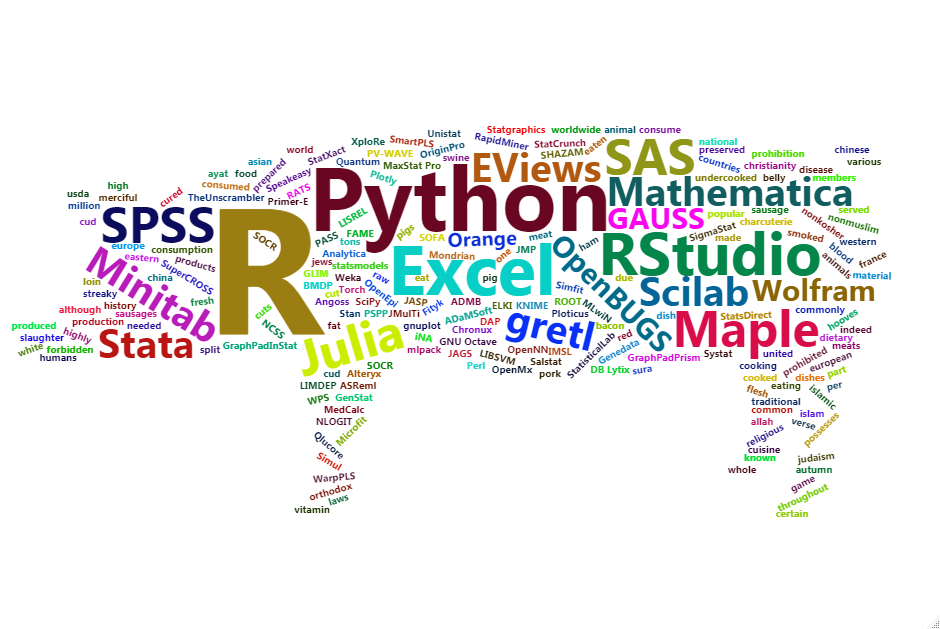 Statgraphics
worldwide
animal
consume
Unistat
RapidMiner
StatCrunch
eaten
national
SmartPLS
XploRe
OriginPro
SHAZAM
SAS
preserved
prohibition
chinese
world
StatXact
PV-WAVE
swine
EViews
countries
christianity
various
asian
prepared
Quantum
MaxStat Pro
disease
ayat
food
Speakeasy
Plotly
Python
undercooked
belly
members
high
cured
consumed
RATS
Mathematica
usda
merciful
TheUnscrambler
Primer-E
LISREL
GAUSS
popular
sausage
nonkosher
served
million
SPSS
R
pigs
charcuterie
nonmuslim
cud
SOCR
PASS
FAME
SOFA
Orange
meat
SigmaStat
made
smoked
western
europe
consumption
tons
one
JMP
ham
RStudio
blood
eastern
products
Analytica
Mondrian
animals
france
jews
statsmodels
Excel
OpenBUGS
Minitab
SuperCROSS
china
GLIM
Weka
raw
eat
pig
due
material
loin
BMDP
cut
Torch
OpenEpi
Simfit
Scilab
Wolfram
streaky
fresh
Angoss
SciPy
JASP
ADMB
ELKI
KNIME
ROOT
MLwiN
although
history
sausages
cuts
Stan
PSPP
JMulTi
Fityk
ADaMSoft
Ploticus
dish
Maple
StatsDirect
commonly
produced
production
needed
NCSS
fat
gnuplot
DAP
gretl
bacon
red
hooves
slaughter
highly
Stata
Julia
iNA
Chronux
GNU Octave
StatisticalLab
Genedata
dietary
indeed
white
forbidden
split
GraphPadInStat
mlpack
JAGS
OpenNN
IMSL
GraphPadPrism
Systat
united
meats
humans
SOCR
LIBSVM
Salstat
prohibited
european
Perl
OpenMx
pork
DB Lytix
sura
cooking
part
cud
Alteryx
cooked
dishes
LIMDEP
ASReml
eating
per
WPS
GenStat
flesh
traditional
islamic
MedCalc
common
islam
NLOGIT
Microfit
allah
verse
possesses
Qlucore
religious
cuisine
Simul
known
judaism
WarpPLS
whole
autumn
orthodox
game
laws
throughout
vitamin
certain